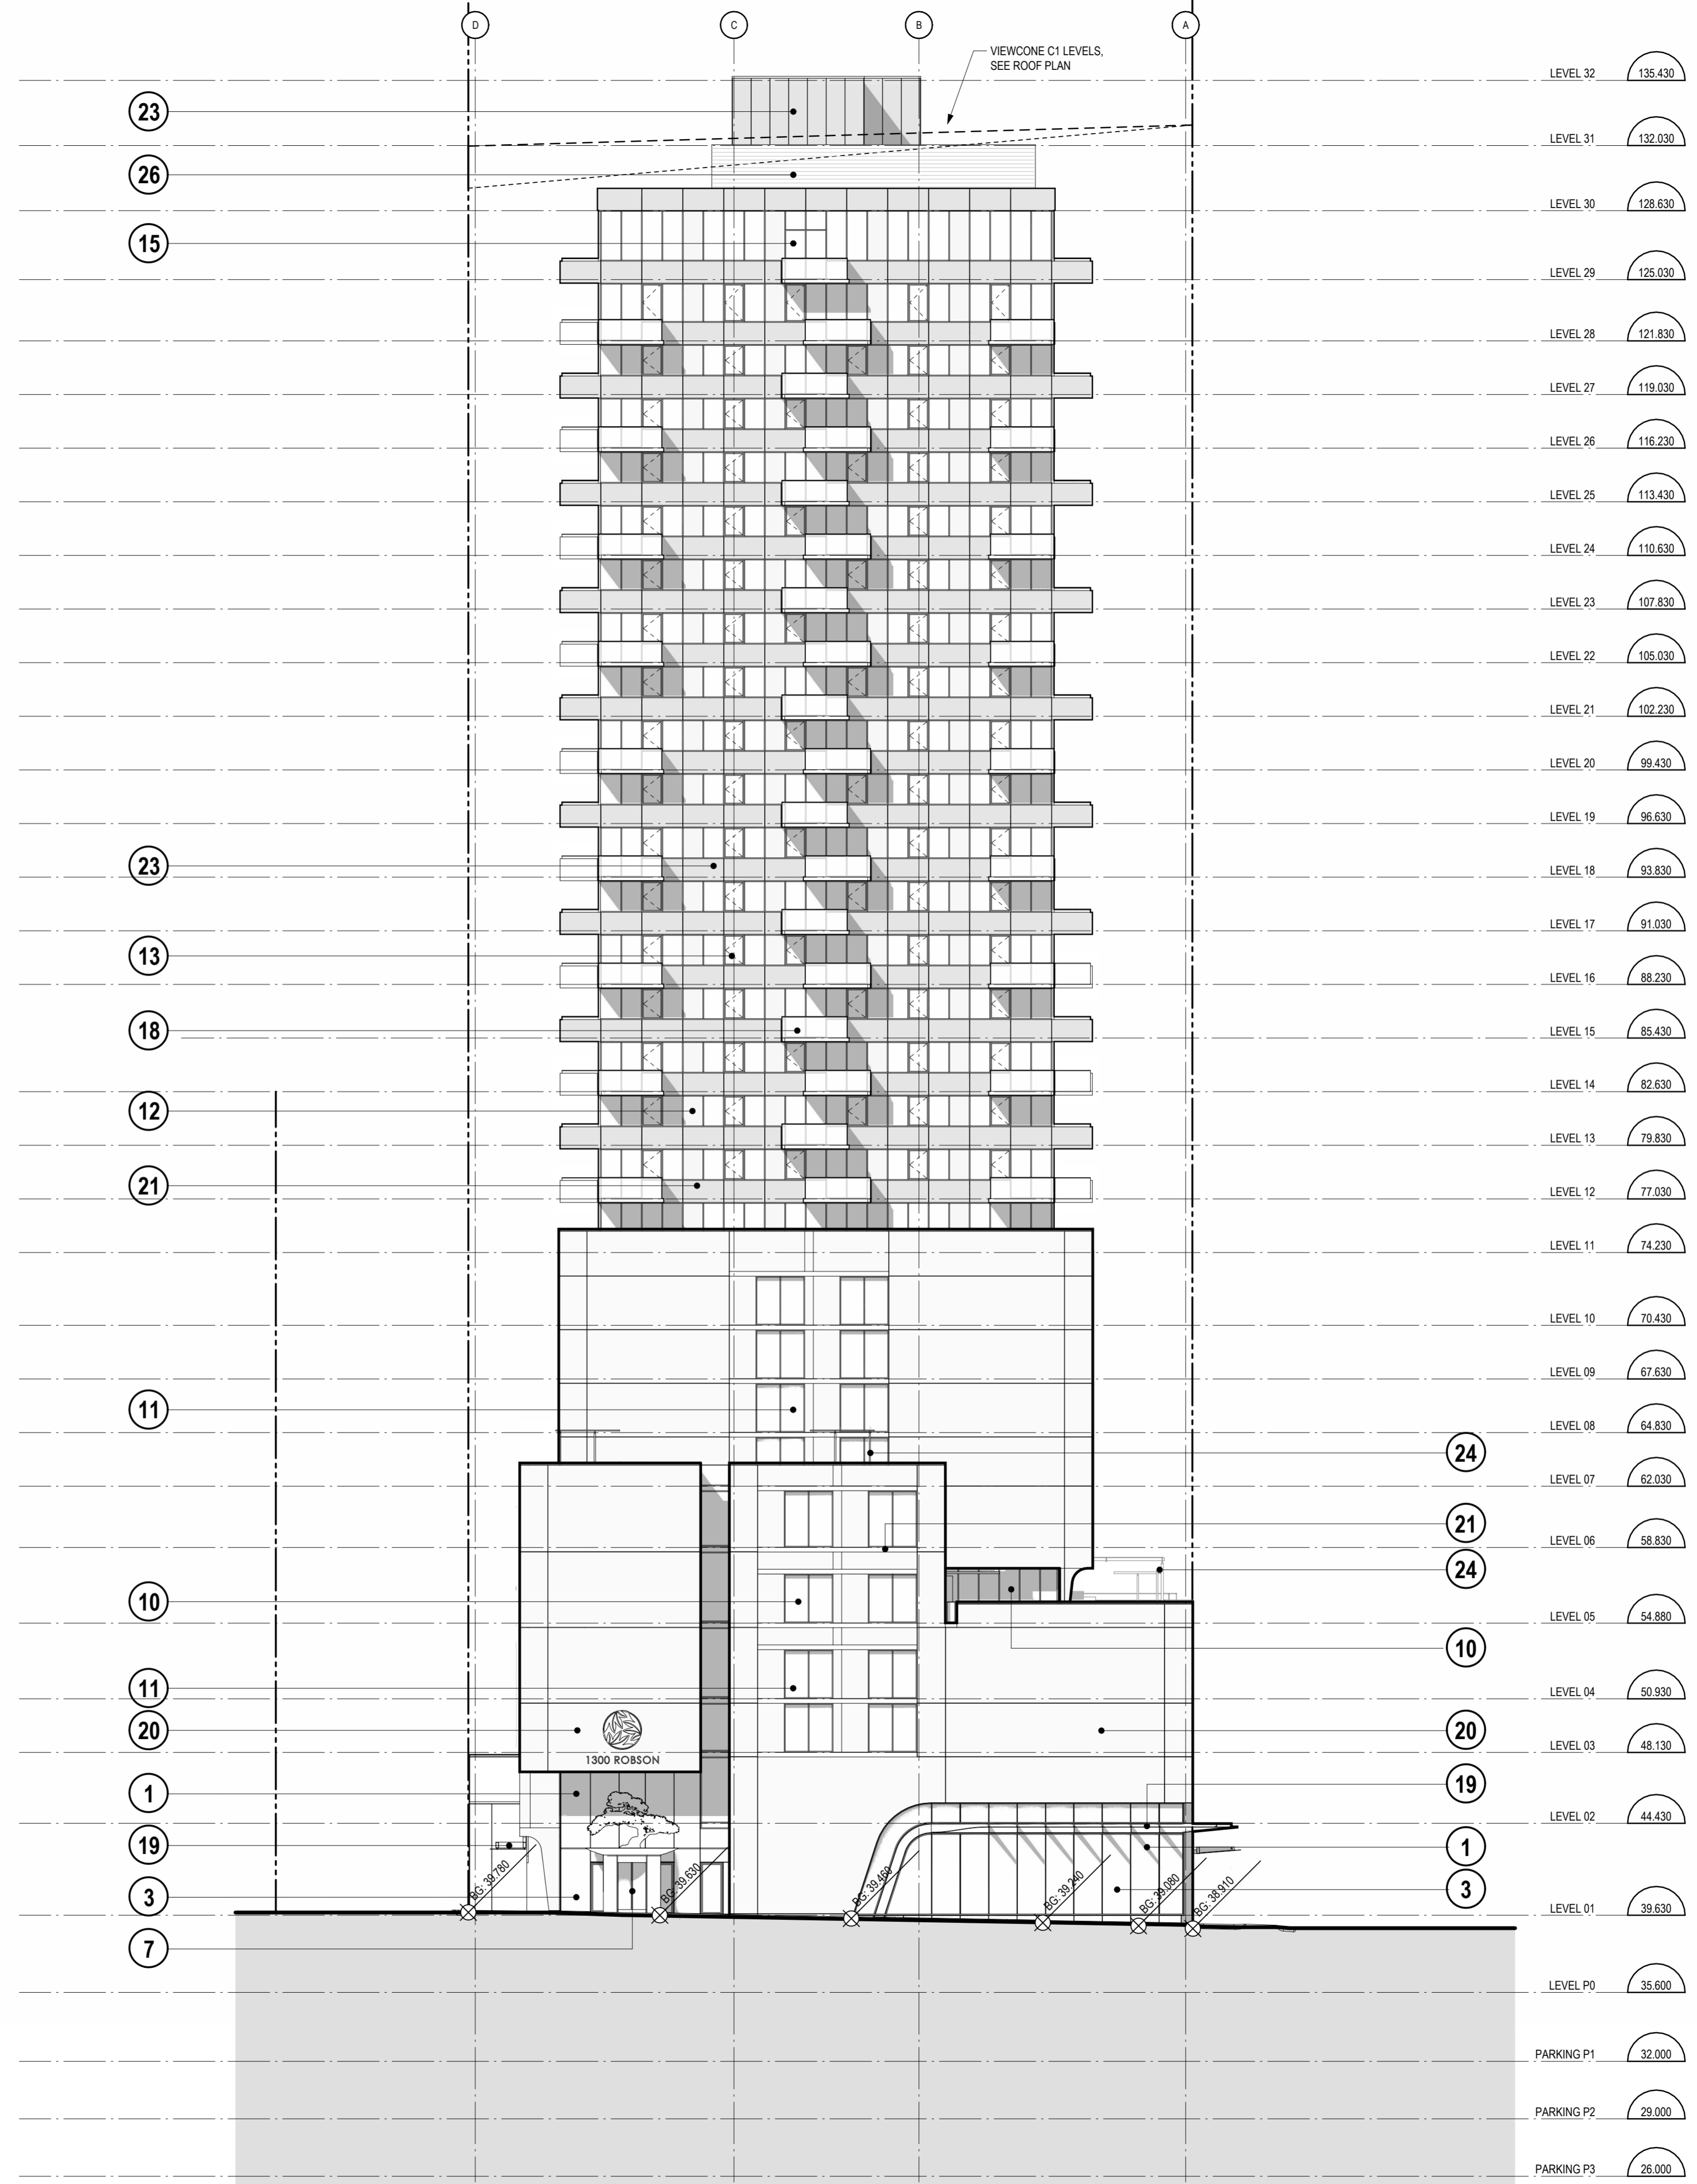 D
C
B
A
VIEWCONE C1 LEVELS,
SEE ROOF PLAN
LEVEL 32 135.430
23
LEVEL 31 132.030
26
LEVEL 30 128.630
15
LEVEL 29 125.030
LEVEL 28 121.830
LEVEL 27 119.030
LEVEL 26 116.230
LEVEL 25 113.430
LEVEL 24 110.630
LEVEL 23 107.830
LEVEL 22 105.030
LEVEL 21 102.230
LEVEL 20 99.430
LEVEL 19 96.630
23
LEVEL 18 93.830
LEVEL 17 91.030
13
LEVEL 16 88.230
18
LEVEL 15 85.430
LEVEL 14 82.630
12
LEVEL 13 79.830
21
LEVEL 12 77.030
LEVEL 11 74.230
LEVEL 10 70.430
LEVEL 09 67.630
11
LEVEL 08 64.830
24
LEVEL 07 62.030
21
LEVEL 06 58.830
24
10
LEVEL 05 54.880
10
11
LEVEL 04 50.930
20
20
1300 ROBSON
LEVEL 03 48.130
19
1
LEVEL 02 44.430
19
1
3
3
BG: 39.780
BG: 39.630
BG: 39.460
BG: 39.240
BG: 39.080
BG: 38.910
LEVEL 01 39.630
7
LEVEL P0 35.600
PARKING P1 32.000
PARKING P2 29.000
PARKING P3 26.000